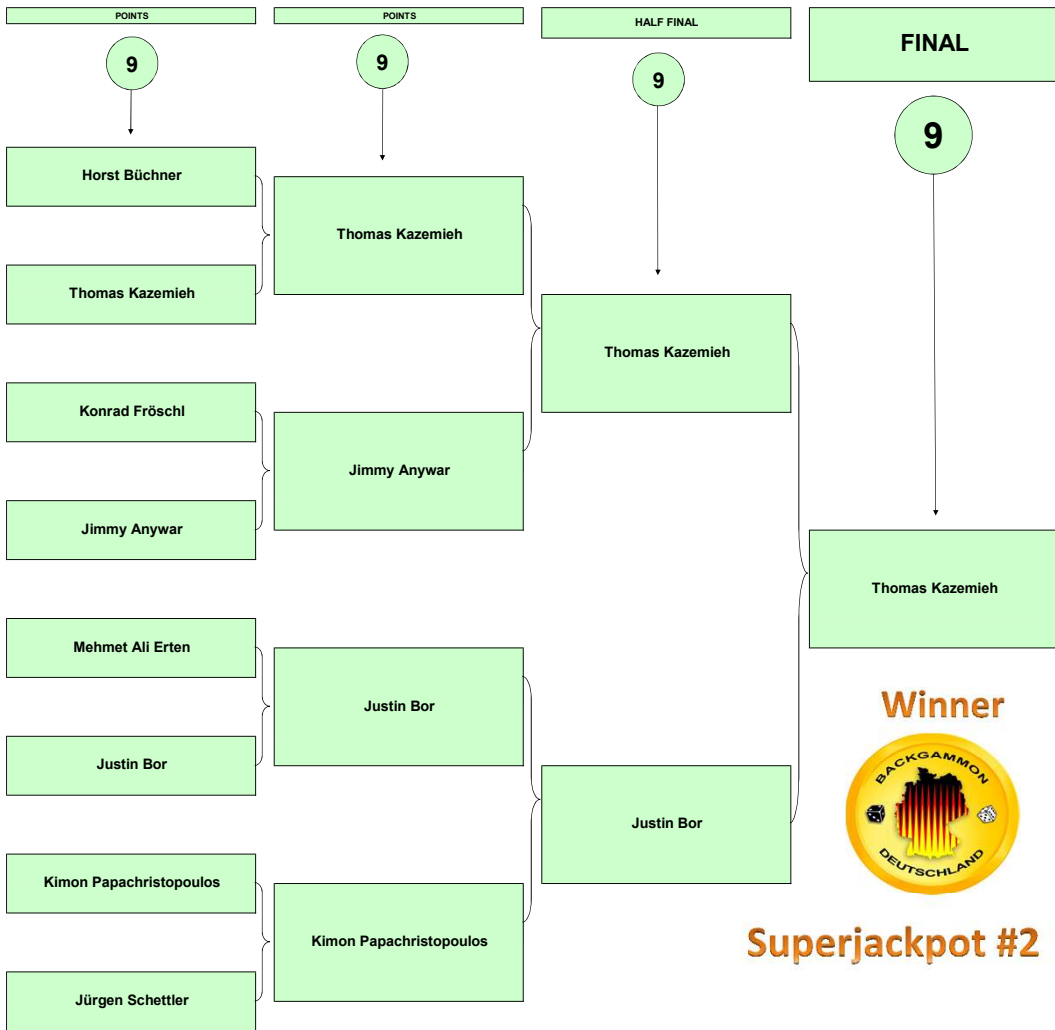 POINTS
POINTS
HALF FINAL
FINAL
9
9
9
9
Horst Büchner
Thomas Kazemieh
Konrad Fröschl
Jimmy Anywar
Mehmet Ali Erten
Justin Bor
Kimon Papachristopoulos
Jürgen Schettler
Thomas Kazemieh
Jimmy Anywar
Justin Bor
Kimon Papachristopoulos
Thomas Kazemieh
Justin Bor
Thomas Kazemieh
Winner
BACKGAMMON
DEUTSCHLAND
Superjackpot #2